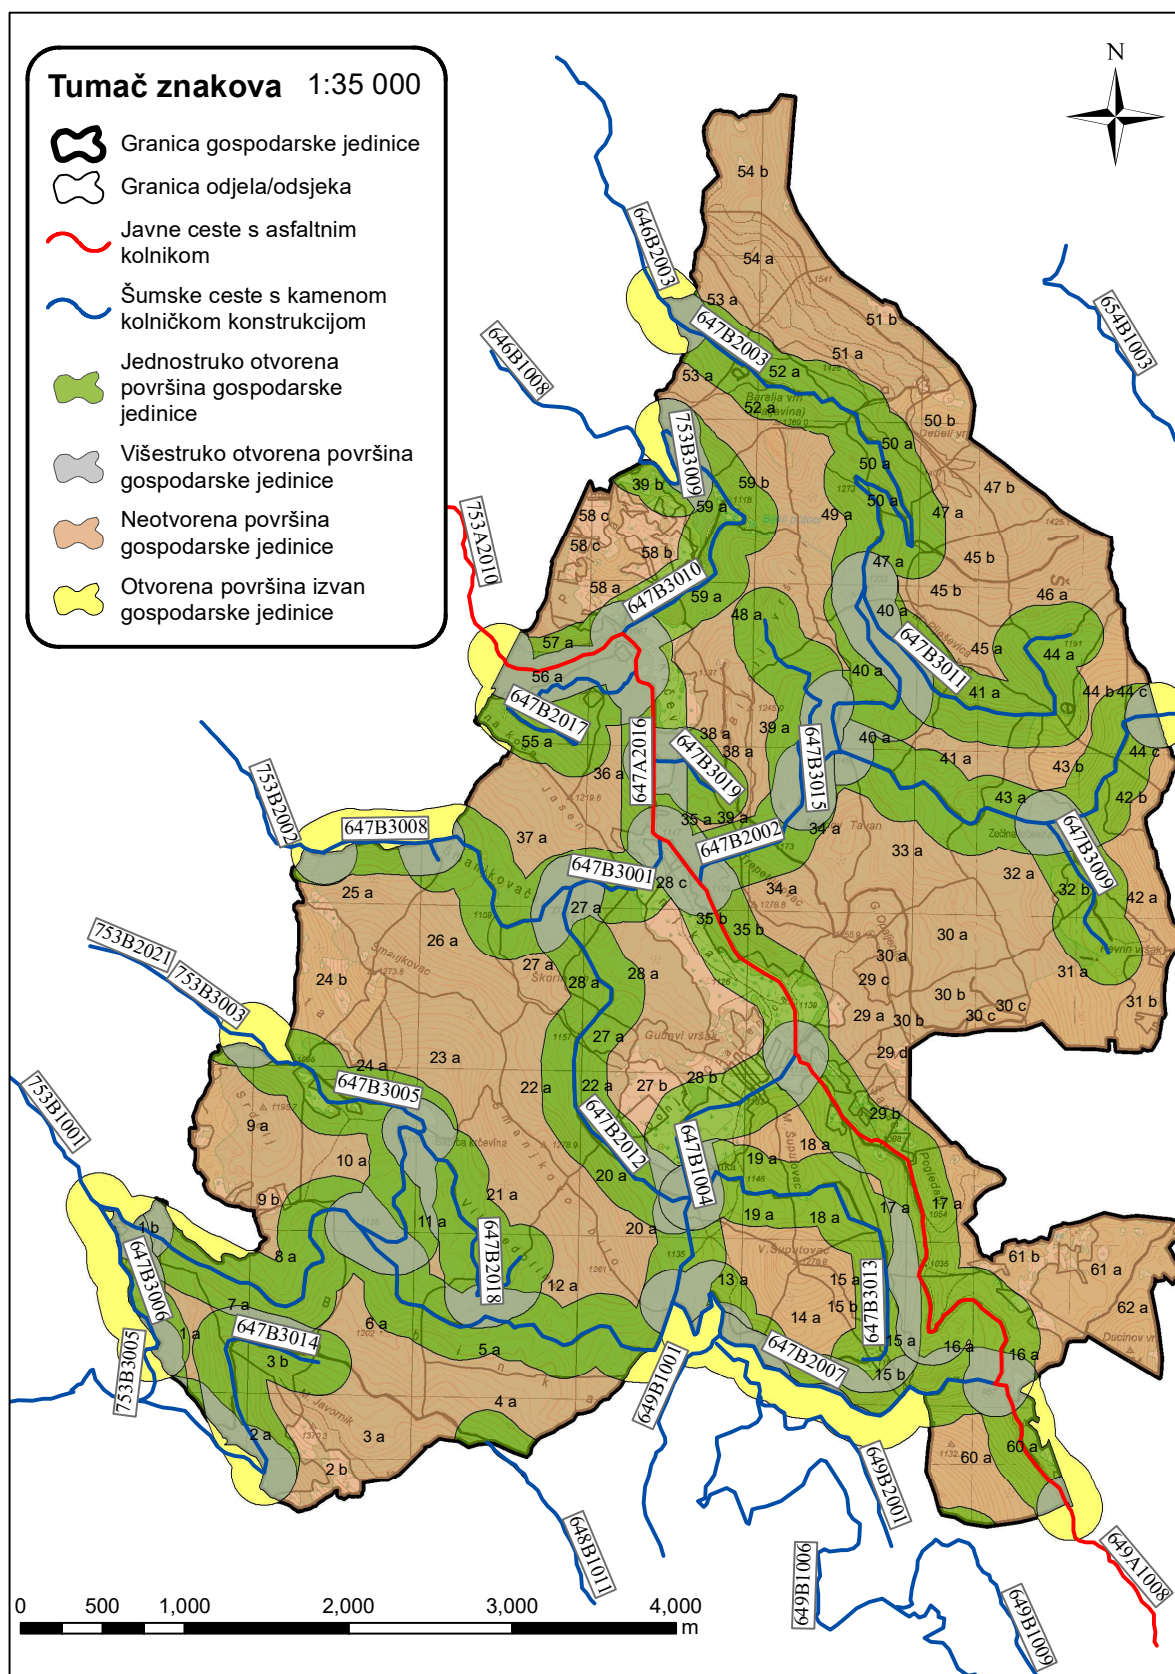 Tumač znakova 1:35 000
Granica gospodarske jedinice
Granica odjela/odsjeka
Javne ceste s asfaltnim
kolnikom
Šumske ceste s kamenom
kolničkom konstrukcijom
Jednostruko otvorena
površina gospodarske
jedinice
Višestruko otvorena površina
gospodarske jedinice
Neotvorena površina
gospodarske jedinice
Otvorena površina izvan
gospodarske jedinice
N
54 b
646B2003
54 a
53 a
51 b
654B1003
647B2003
646B1008
51 a
53 a
52 a
52 a
50 b
753B3009
50 a
50 a
39 b
59 b
47 b
59 a
50 a
753A2010
58 c
49 a
47 a
58 c
58 b
47 a
45 b
58 a
647B3010
59 a
45 b
46 a
48 a
40 a
57 a
45 a
44 a
647B3011
56 a
40 a
41 a
44 b
44 c
647B2017
39 a
38 a
38 a
40 a
55 a
44 c
647A2016
647B3019
647B3015
41 a
43 b
36 a
43 a
42 b
753B2002
647B3008
35 a
39 a
34 a
37 a
647B2002
33 a
647B3009
647B3001
28 c
34 a
32 a
32 b
25 a
27 a
35 b
35 b
42 a
753B2021
26 a
30 a
27 a
30 a
31 a
753B3003
24 b
28 a
28 a
29 c
30 b
31 b
29 a
30 b
30 c
30 c
27 a
23 a
24 a
29 d
753B1001
647B3005
22 a
22 a
27 b
28 b
29 b
9 a
647B2012
10 a
647B1004
18 a
19 a
20 a
9 b
21 a
17 a
17 a
1 b
11 a
20 a
19 a
18 a
8 a
61 b
61 a
647B3006
647B2018
12 a
13 a
15 a
62 a
7 a
6 a
14 a
15 b
647B3013
1 a
647B3014
5 a
15 a
16 a
16 a
3 b
647B2007
15 b
753B3005
649B1001
4 a
2 a
3 a
60 a
60 a
2 b
649B2001
648B1011
649B1006
649A1008
649B1009
0 500 1,000 2,000 3,000 4,000
m